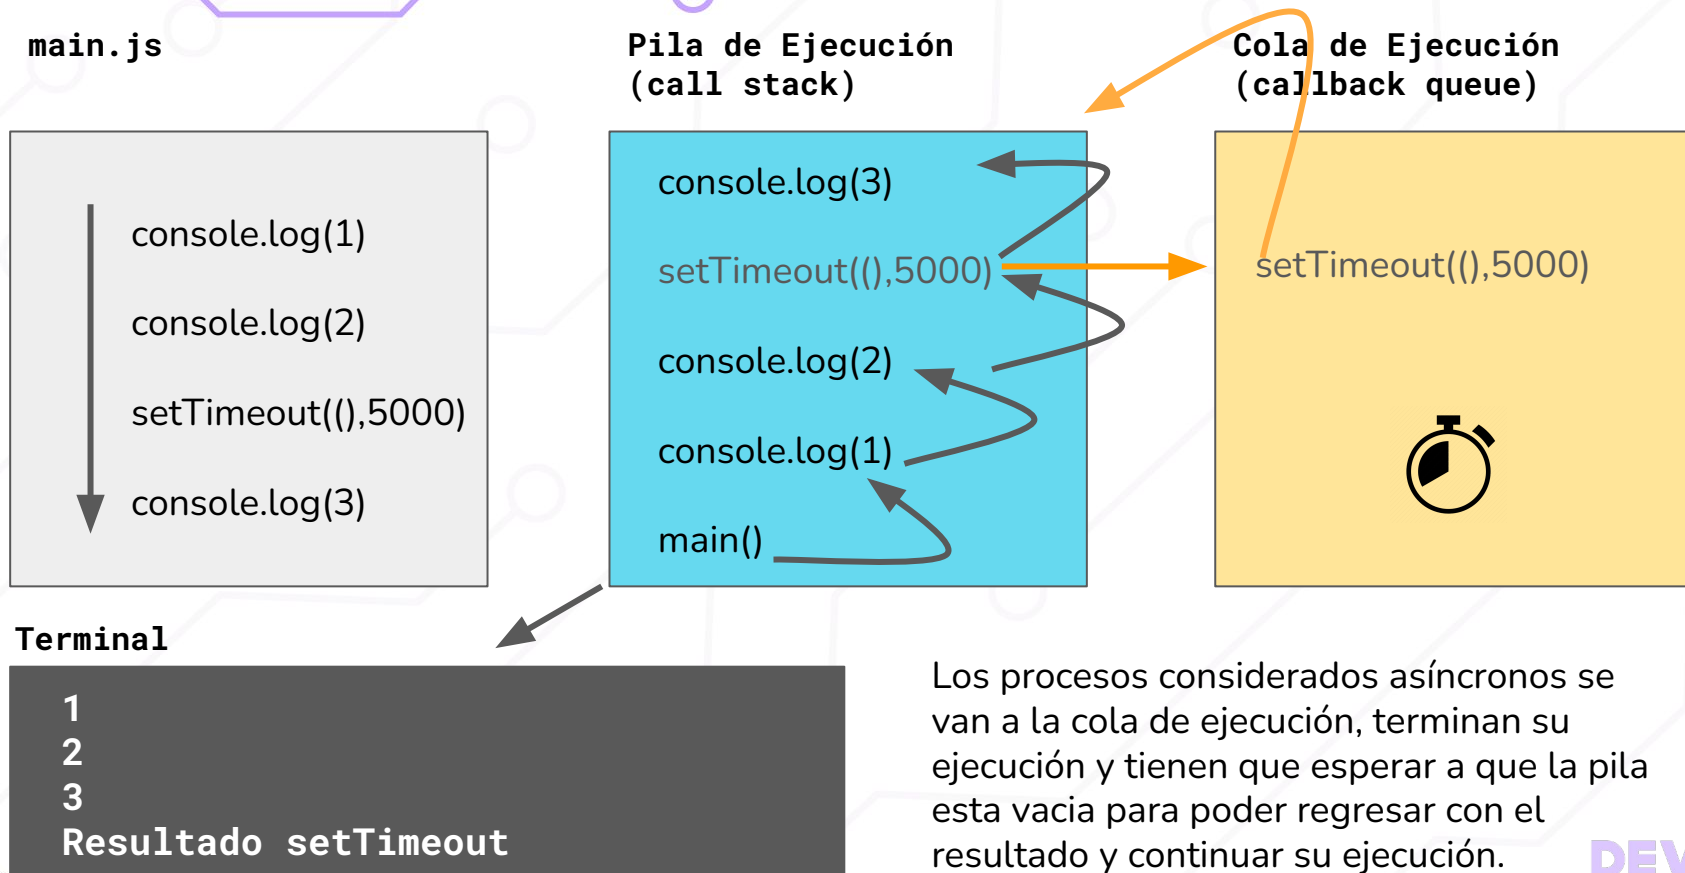 main.js
Pila de Ejecución
(call stack)
Cola de Ejecución
(callback queue)
console.log(1)
console.log(2)
setTimeout((),5000)
console.log(3)
console.log(3)
setTimeout((),5000)
console.log(2)
console.log(1)
main()
setTimeout((),5000)
Terminal
1
2
3
Resultado setTimeout
Los procesos considerados asíncronos se
van a la cola de ejecución, terminan su
ejecución y tienen que esperar a que la pila
esta vacia para poder regresar con el
resultado y continuar su ejecución.
DEV